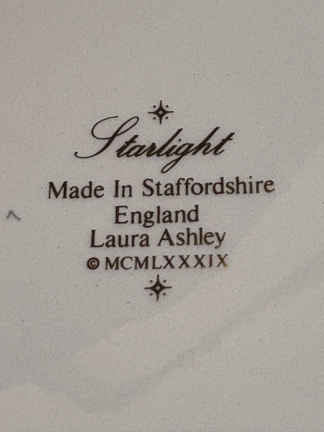 Starlight
Made In Staffordshire
England
Laura Ashley
© MCMLXXXIX